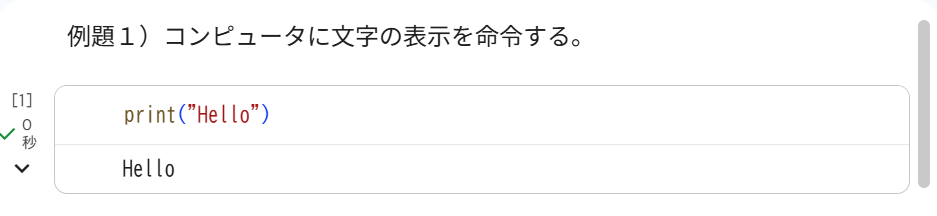 例題１）コンピュータに文字の表示を命令する。
[1]
0
秒
print("Hello")
Hello